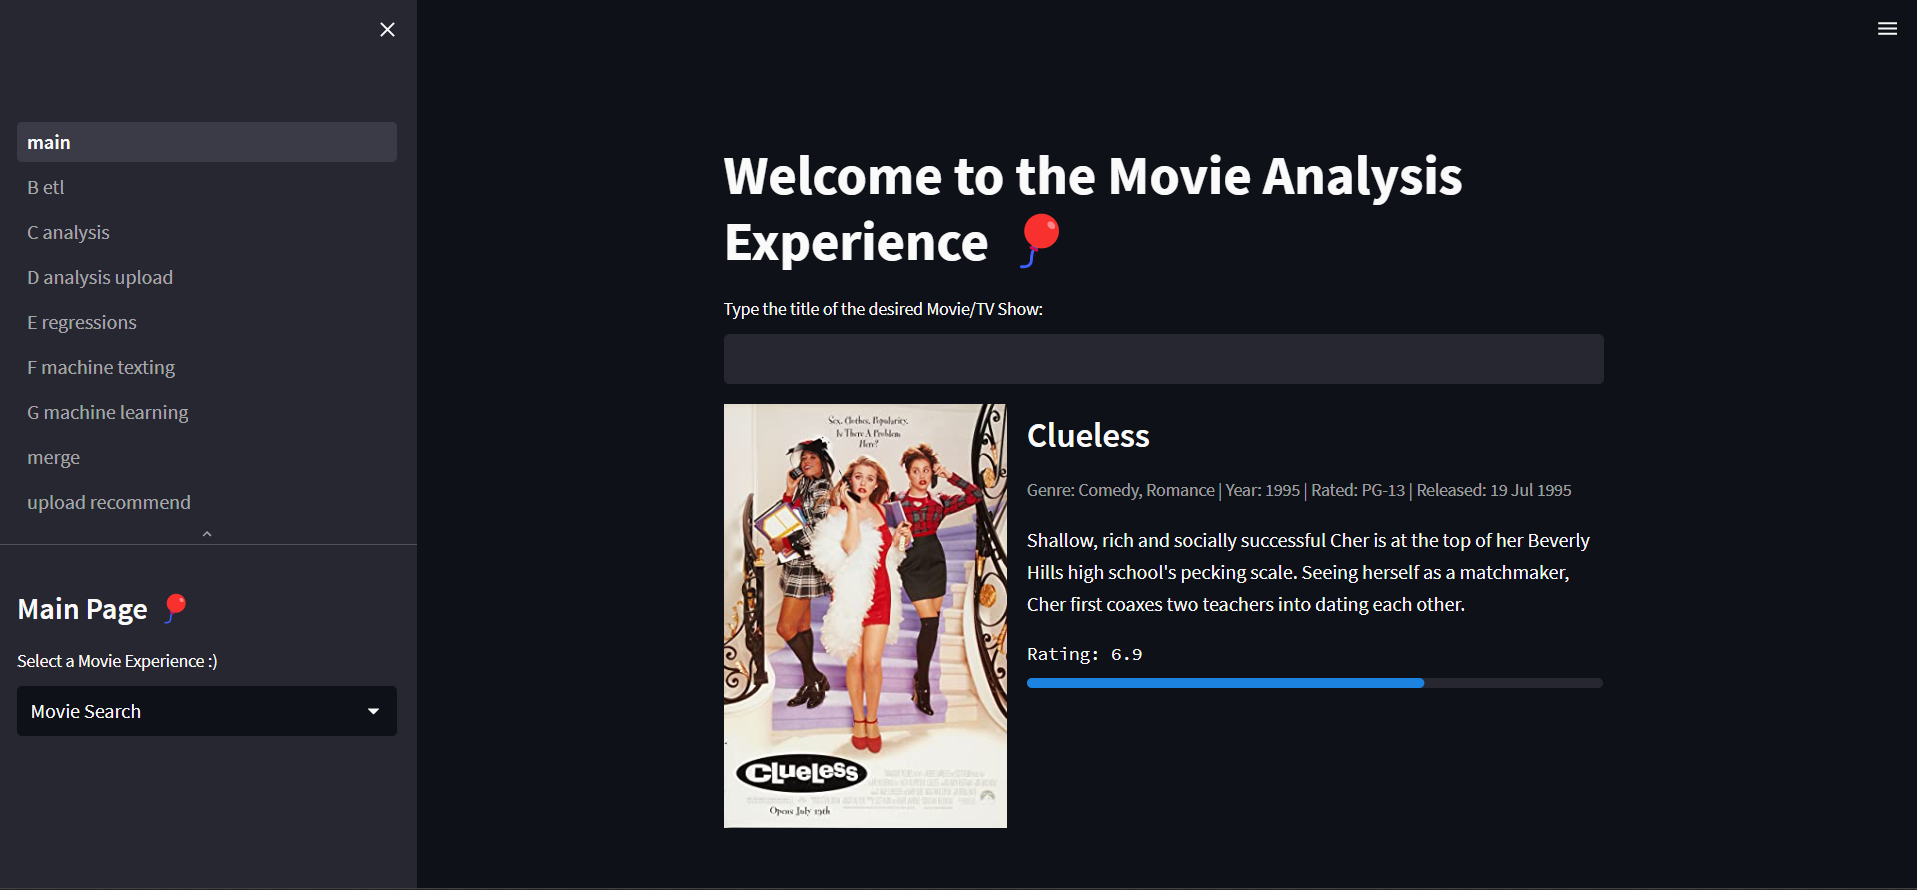 main
B etl
C analysis
D analysis upload
E regressions
F machine texting
G machine learning
merge
upload recommend
Main Page
Select a Movie Experience :)
Movie Search
Welcome to the Movie Analysis
Experience
Type the title of the desired Movie/TV Show:
Sex. Clothes. Popularity.
Is There A Problem
Here?
CLUELESS
Opens July 19th
Clueless
Genre: Comedy, Romance | Year: 1995 | Rated: PG-13 | Released: 19 Jul 1995
Shallow, rich and socially successful Cher is at the top of her Beverly
Hills high school's pecking scale. Seeing herself as a matchmaker,
Cher first coaxes two teachers into dating each other.
Rating: 6.9